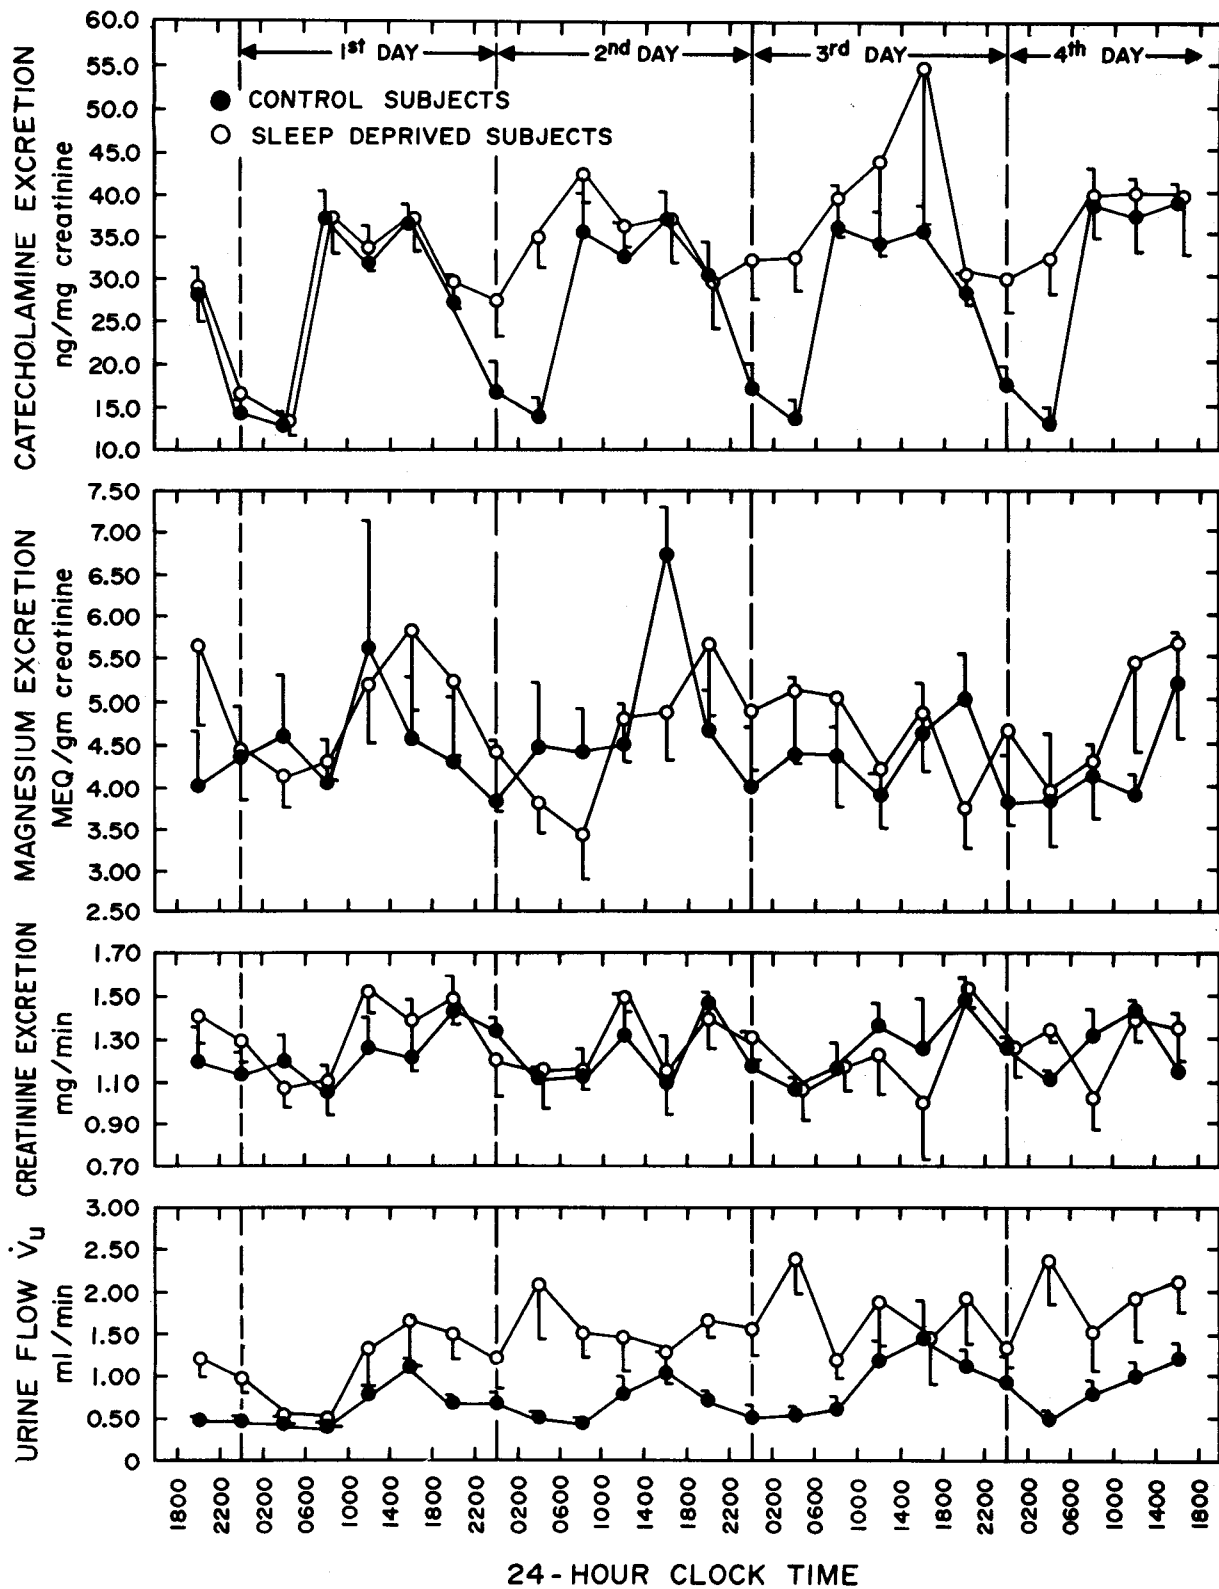 CATECHOLAMINE EXCRETION
ng/mg creatinine
60.0
55.0
50.0
45.0
40.0
35.0
30.0
25.0
20.0
15.0
10.0
1st DAY
2nd DAY
3rd DAY
4th DAY
CONTROL SUBJECTS
SLEEP DEPRIVED SUBJECTS
MAGNESIUM EXCRETION
MEQ/gm creatinine
7.50
7.00
6.50
6.00
5.50
5.00
4.50
4.00
3.50
3.00
2.50
CREATININE EXCRETION
mg/min
1.70
1.50
1.30
1.10
0.90
0.70
URINE FLOW V̇u
ml/min
3.00
2.50
2.00
1.50
1.00
0.50
0
1800 2200 0200 0600 1000 1400 1800 2200 0200 0600 1000 1400 1800 2200 0200 0600 1000 1400 1800 2200 0200 0600 1000 1400 1800
24-HOUR CLOCK TIME